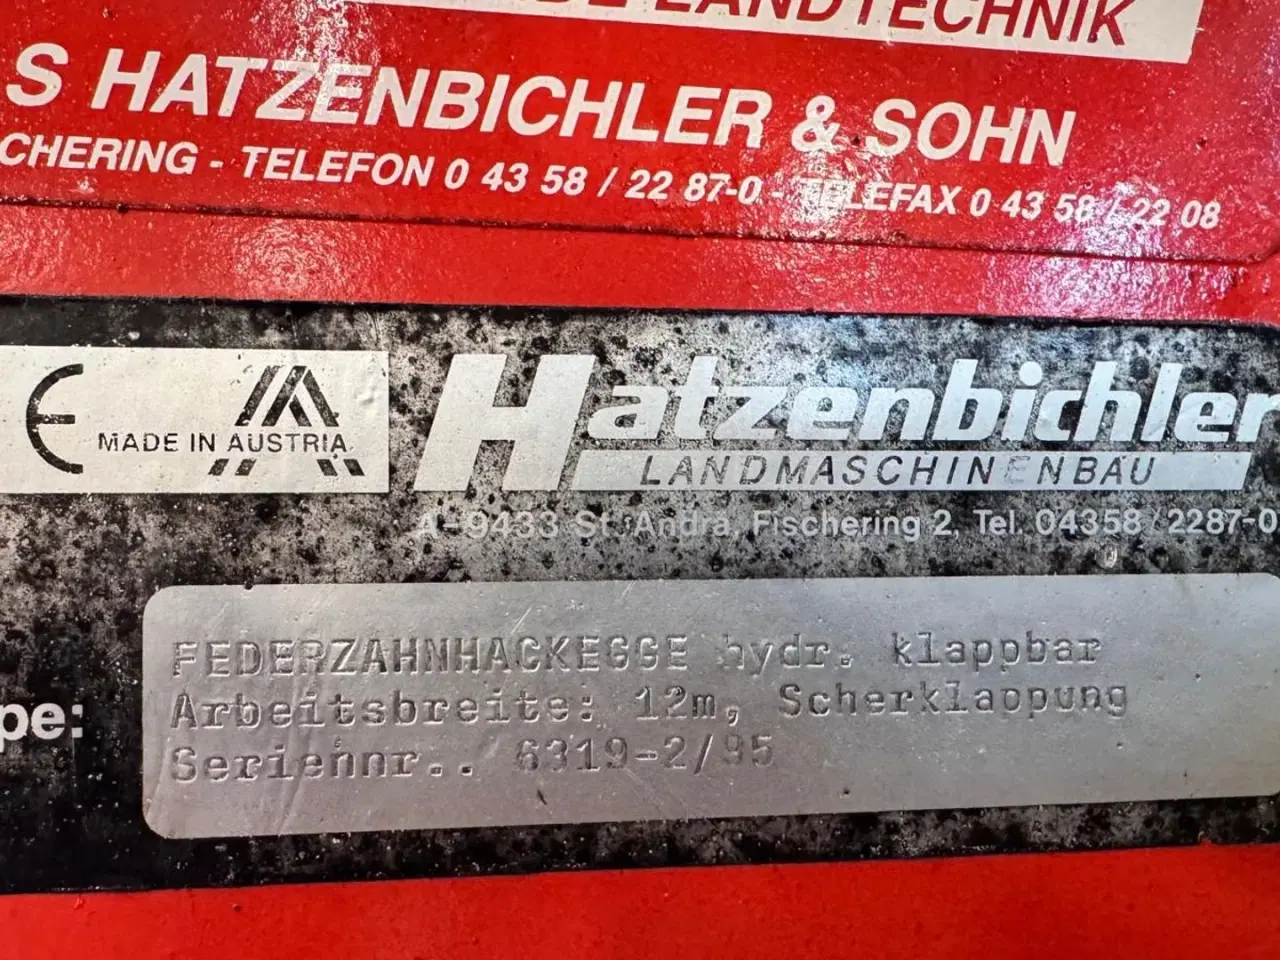 LANDTECHNIK
S HATZENBICHLER & SOHN
CHERING - TELEFON 0 43 58 / 22 87-0 - TELEFAX 0 43 58 / 22 08
CE MADE IN AUSTRIA
Hatzenbichler
LANDMASCHINENBAU
A-9433 St. Andrä, Fischering 2, Tel. 04358/2287-0
FEDERZAHNHACKEGGE hydr. klappbar
pe:
Arbeitsbreite: 12m, Scherklappung
Seriennr.. 6319-2/95